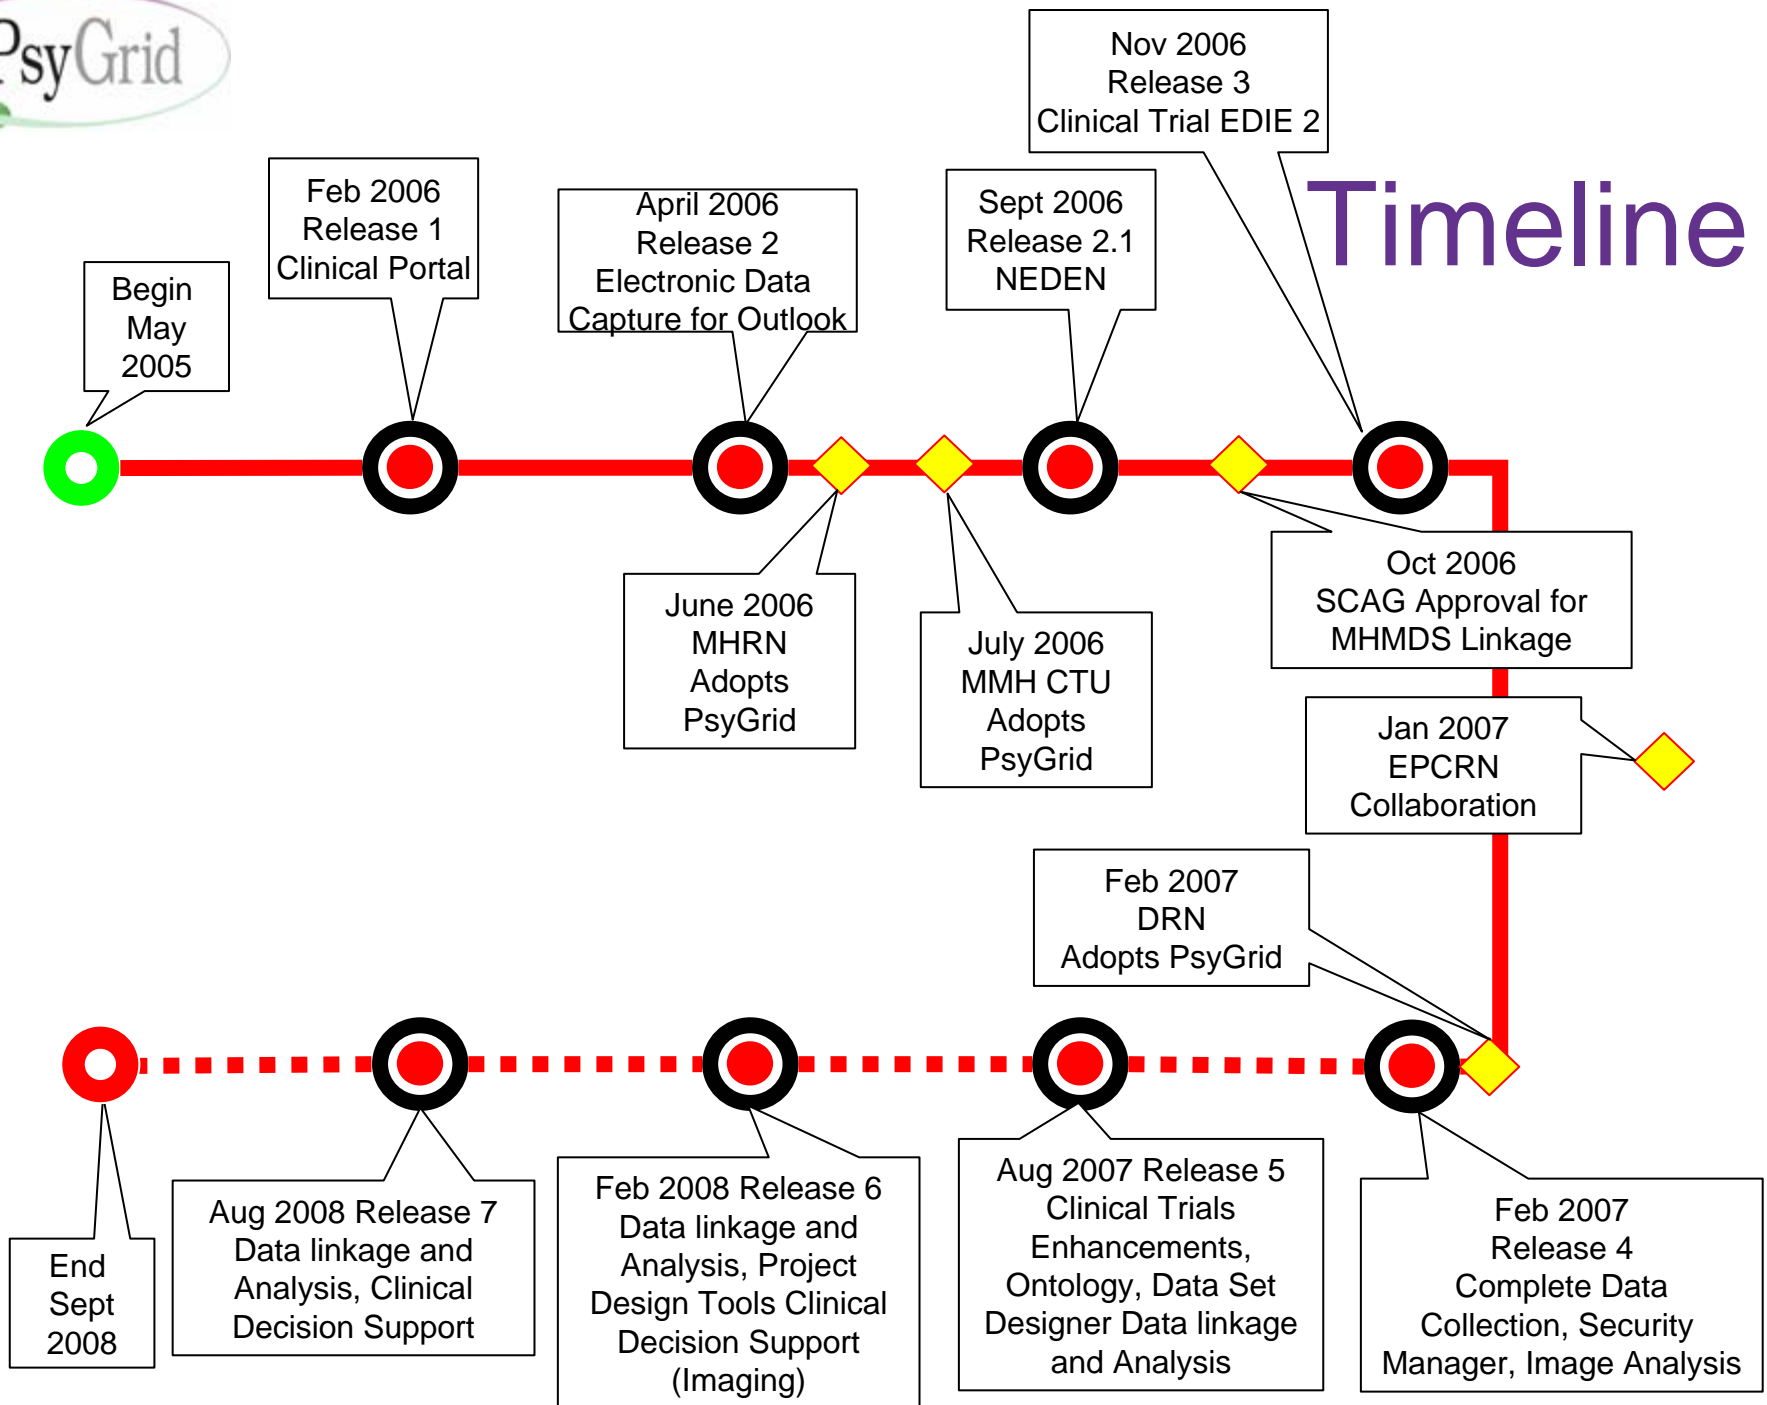 PsyGrid
Timeline
Begin
May
2005
Feb 2006
Release 1
Clinical Portal
April 2006
Release 2
Electronic Data
Capture for Outlook
June 2006
MHRN
Adopts
PsyGrid
July 2006
MMH CTU
Adopts
PsyGrid
Sept 2006
Release 2.1
NEDEN
Oct 2006
SCAG Approval for
MHMDS Linkage
Nov 2006
Release 3
Clinical Trial EDIE 2
Jan 2007
EPCRN
Collaboration
Feb 2007
DRN
Adopts PsyGrid
Feb 2007
Release 4
Complete Data
Collection, Security
Manager, Image Analysis
Aug 2007 Release 5
Clinical Trials
Enhancements,
Ontology, Data Set
Designer Data linkage
and Analysis
Feb 2008 Release 6
Data linkage and
Analysis, Project
Design Tools Clinical
Decision Support
(Imaging)
Aug 2008 Release 7
Data linkage and
Analysis, Clinical
Decision Support
End
Sept
2008